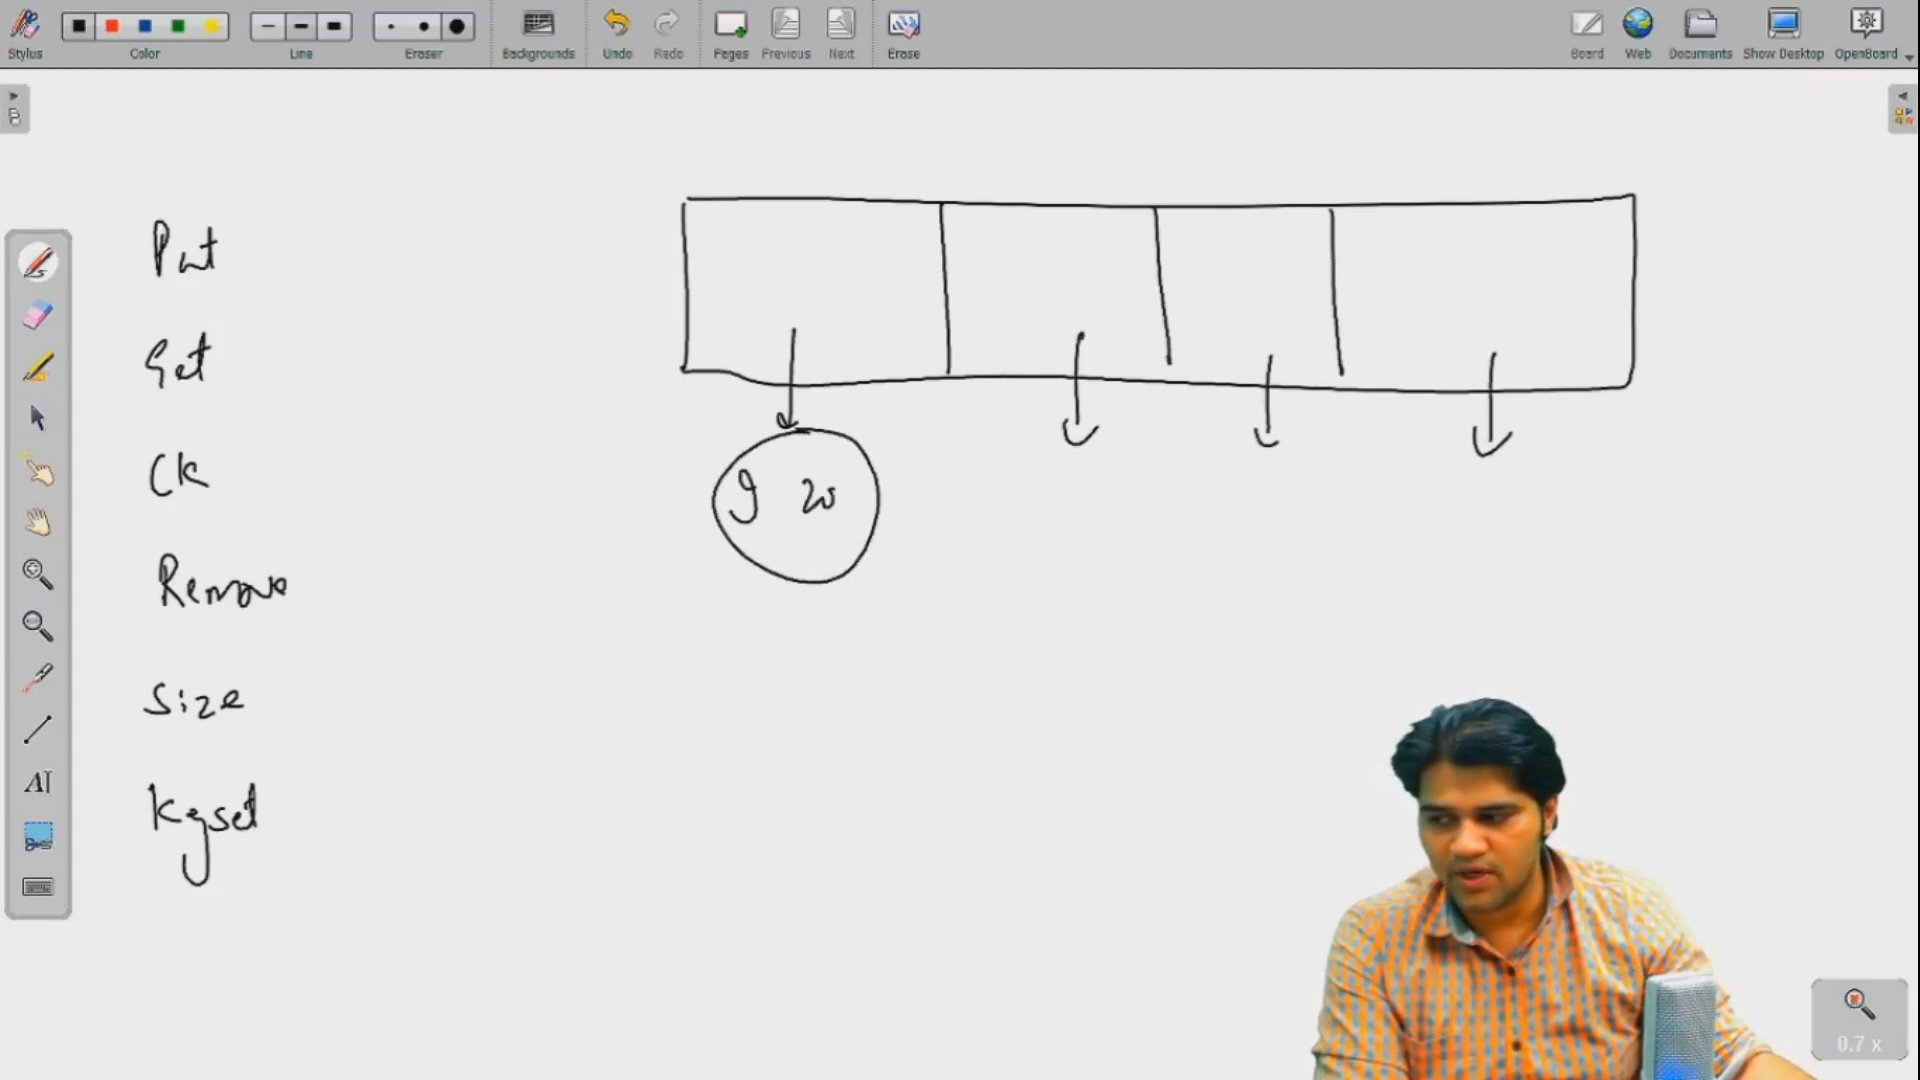 Stylus
Color
Line
Eraser
Backgrounds
Undo
Redo
Pages
Previous
Next
Erase
Board
Web
Documents
Show Desktop
OpenBoard
B
Put
Get
Ck
Remove
Size
Keyset
20
AI
0.7 x